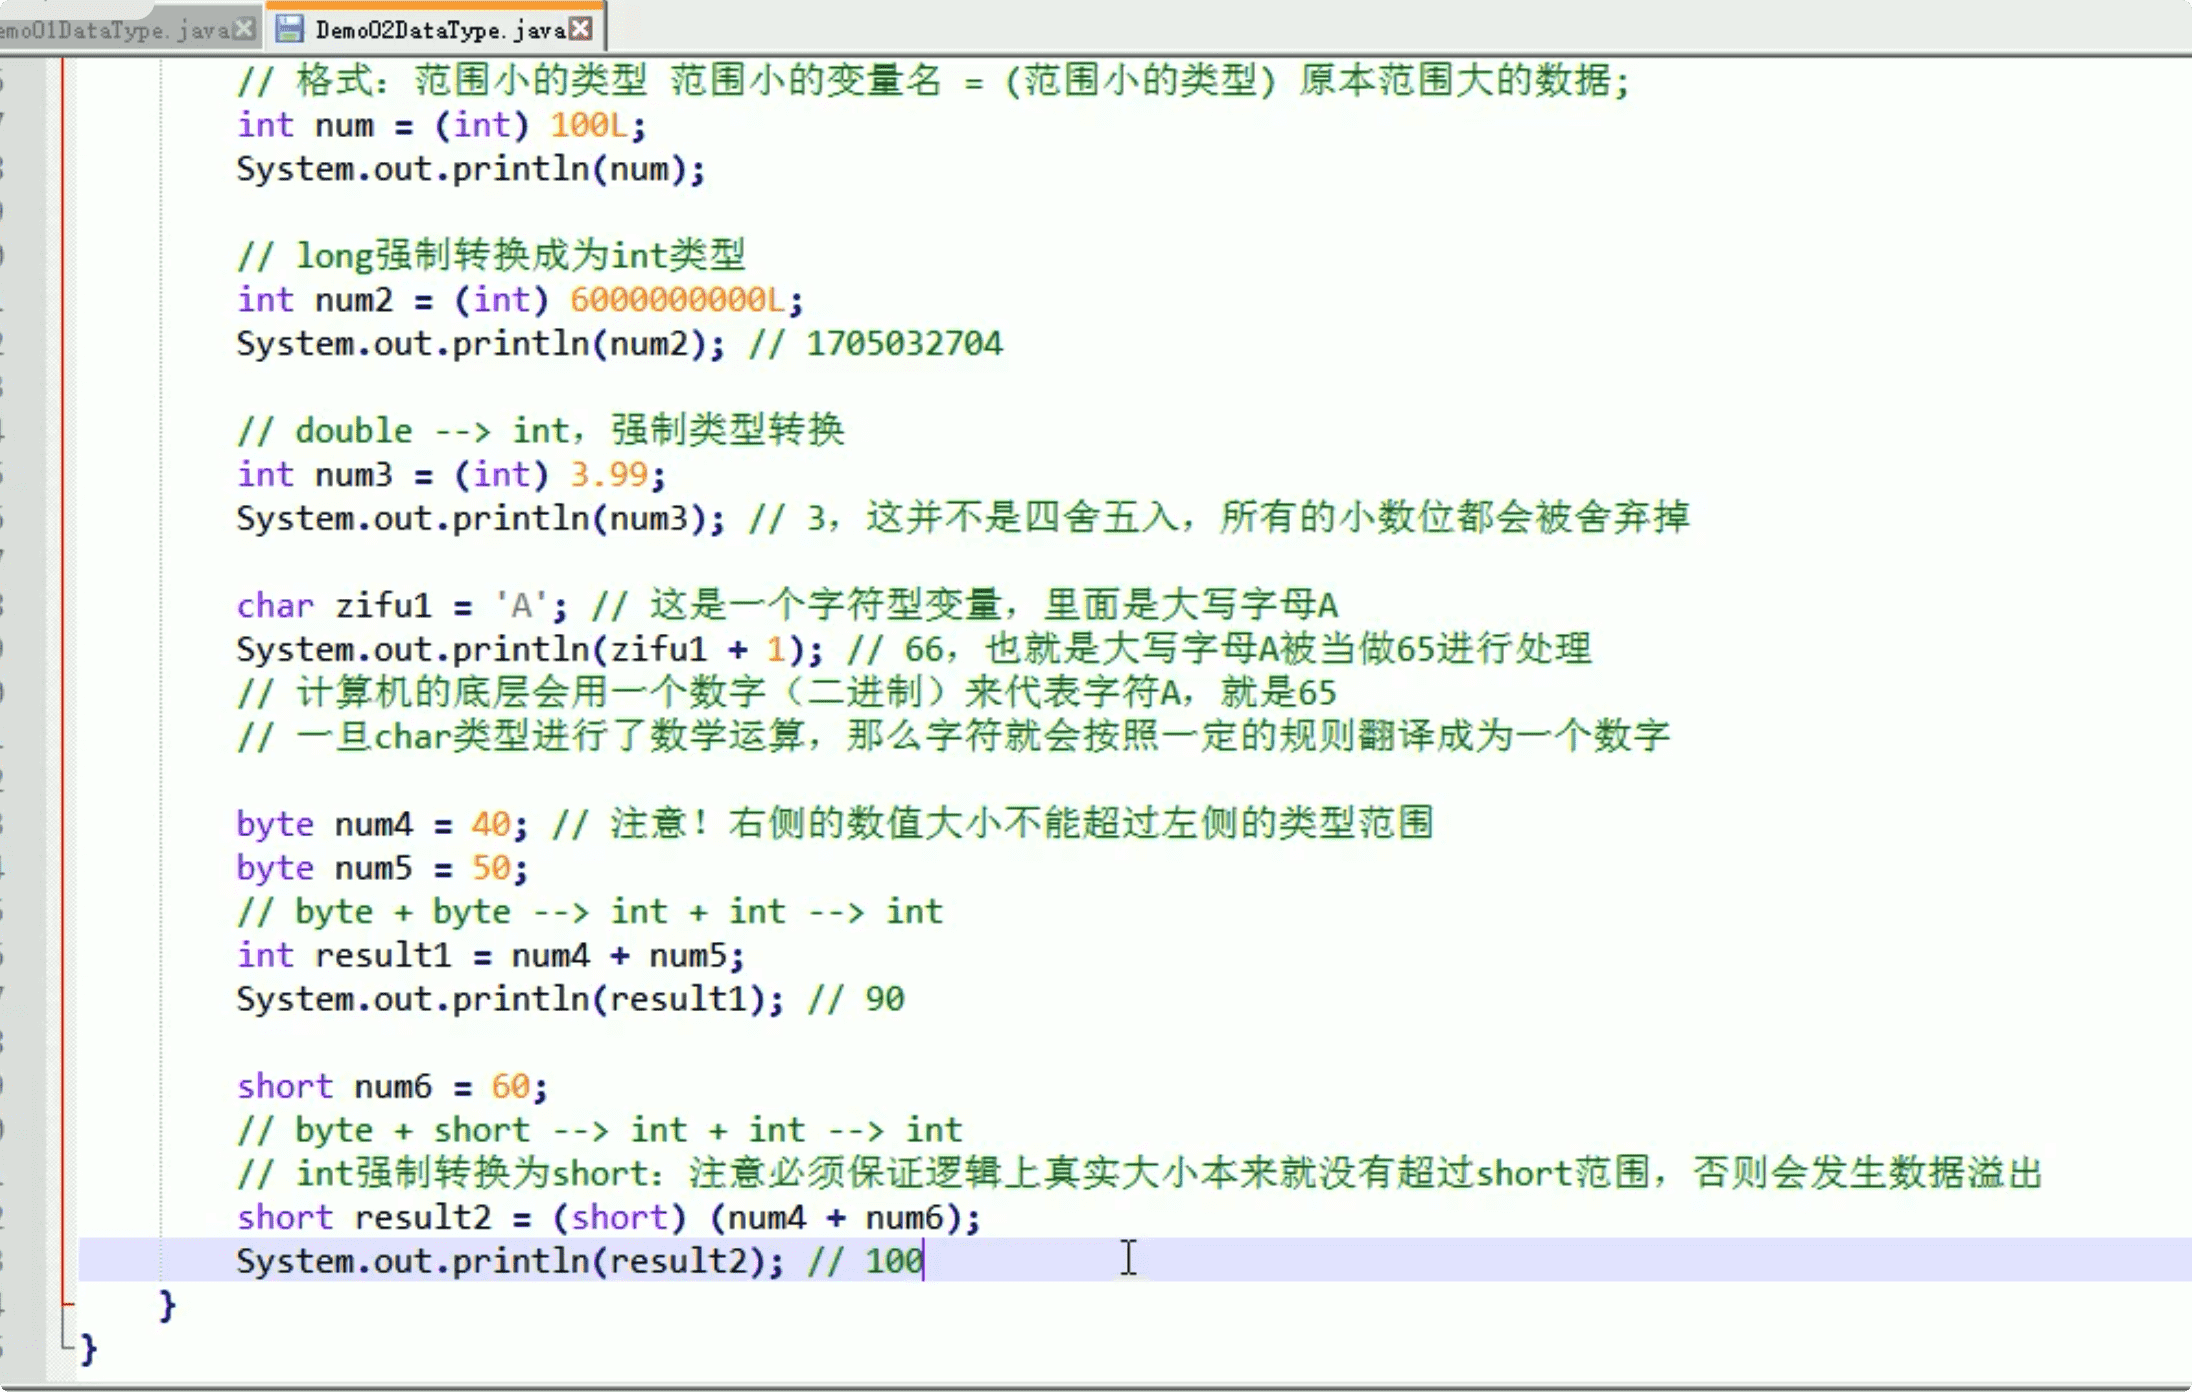 emo01DataType.java
Demo02DataType.java
// 格式：范围小的类型 范围小的变量名 = (范围小的类型) 原本范围大的数据;
int num = (int) 100L;
System.out.println(num);
// long强制转换成为int类型
int num2 = (int) 6000000000L;
System.out.println(num2); // 1705032704
// double --> int，强制类型转换
int num3 = (int) 3.99;
System.out.println(num3); // 3，这并不是四舍五入，所有的小数位都会被舍弃掉
char zifu1 = 'A'; // 这是一个字符型变量，里面是大写字母A
System.out.println(zifu1 + 1); // 66，也就是大写字母A被当做65进行处理
// 计算机的底层会用一个数字（二进制）来代表字符A，就是65
// 一旦char类型进行了数学运算，那么字符就会按照一定的规则翻译成为一个数字
byte num4 = 40; // 注意！右侧的数值大小不能超过左侧的类型范围
byte num5 = 50;
// byte + byte --> int + int --> int
int result1 = num4 + num5;
System.out.println(result1); // 90
short num6 = 60;
// byte + short --> int + int --> int
// int强制转换为short：注意必须保证逻辑上真实大小本来就没有超过short范围，否则会发生数据溢出
short result2 = (short) (num4 + num6);
System.out.println(result2); // 100
}
}